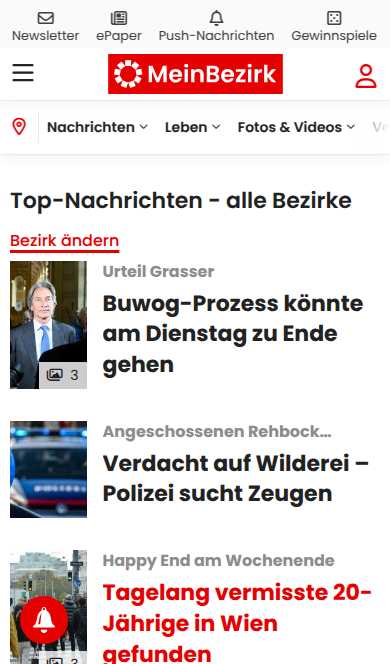 Newsletter ePaper Push-Nachrichten Gewinnspiele
MeinBezirk
Nachrichten Leben Fotos & Videos
Top-Nachrichten - alle Bezirke
Bezirk ändern
Urteil Grasser
Buwog-Prozess könnte
am Dienstag zu Ende
gehen
3
Angeschossenen Rehbock...
Verdacht auf Wilderei –
Polizei sucht Zeugen
Happy End am Wochenende
Tagelang vermisste 20-
Jährige in Wien
gefunden
3